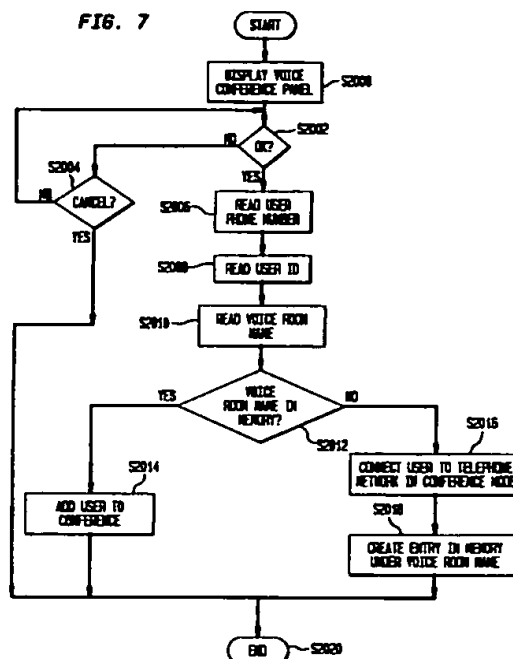 FIG. 7
START
DISPLAY VOICE
CONFERENCE PANEL
S2000
S2002
NO
OK?
S2004
NO
CANCEL?
YES
YES
S2006
READ USER
PHONE NUMBER
S2008
READ USER ID
S2010
READ VOICE ROOM
NAME
YES
VOICE
ROOM NAME IN
MEMORY?
NO
S2012
S2016
CONNECT USER TO TELEPHONE
NETWORK IN CONFERENCE MODE
S2014
ADD USER TO
CONFERENCE
S2018
CREATE ENTRY IN MEMORY
UNDER VOICE ROOM NAME
END
S2020